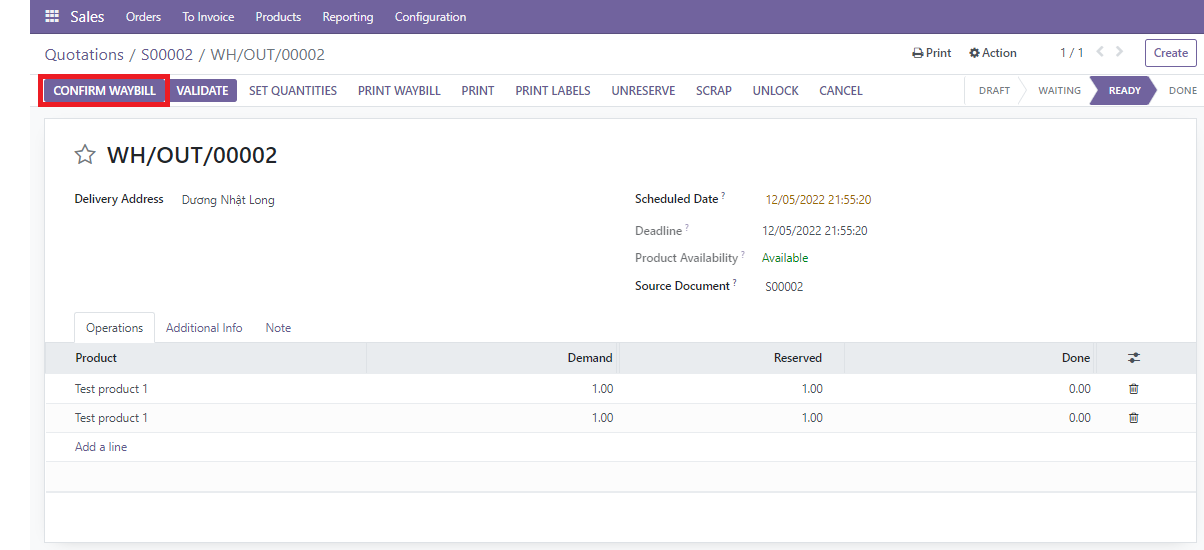 Sales Orders To Invoice Products Reporting Configuration
Quotations / S00002 / WH/OUT/00002 Print Action 1 / 1 Create
CONFIRM WAYBILL VALIDATE SET QUANTITIES PRINT WAYBILL PRINT PRINT LABELS UNRESERVE SCRAP UNLOCK CANCEL DRAFT WAITING READY DONE
WH/OUT/00002
Delivery Address Dương Nhật Long Scheduled Date ? 12/05/2022 21:55:20
Deadline ? 12/05/2022 21:55:20
Product Availability ? Available
Source Document ? S00002
Operations Additional Info Note
Product Demand Reserved Done
Test product 1 1.00 1.00 0.00
Test product 1 1.00 1.00 0.00
Add a line